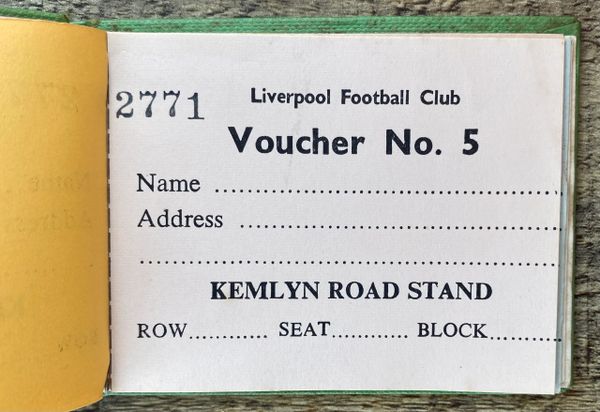 2771
Liverpool Football Club
Voucher No. 5
Name ........................................
Address .....................................
................................................
KEMLYN ROAD STAND
ROW............ SEAT............ BLOCK...........